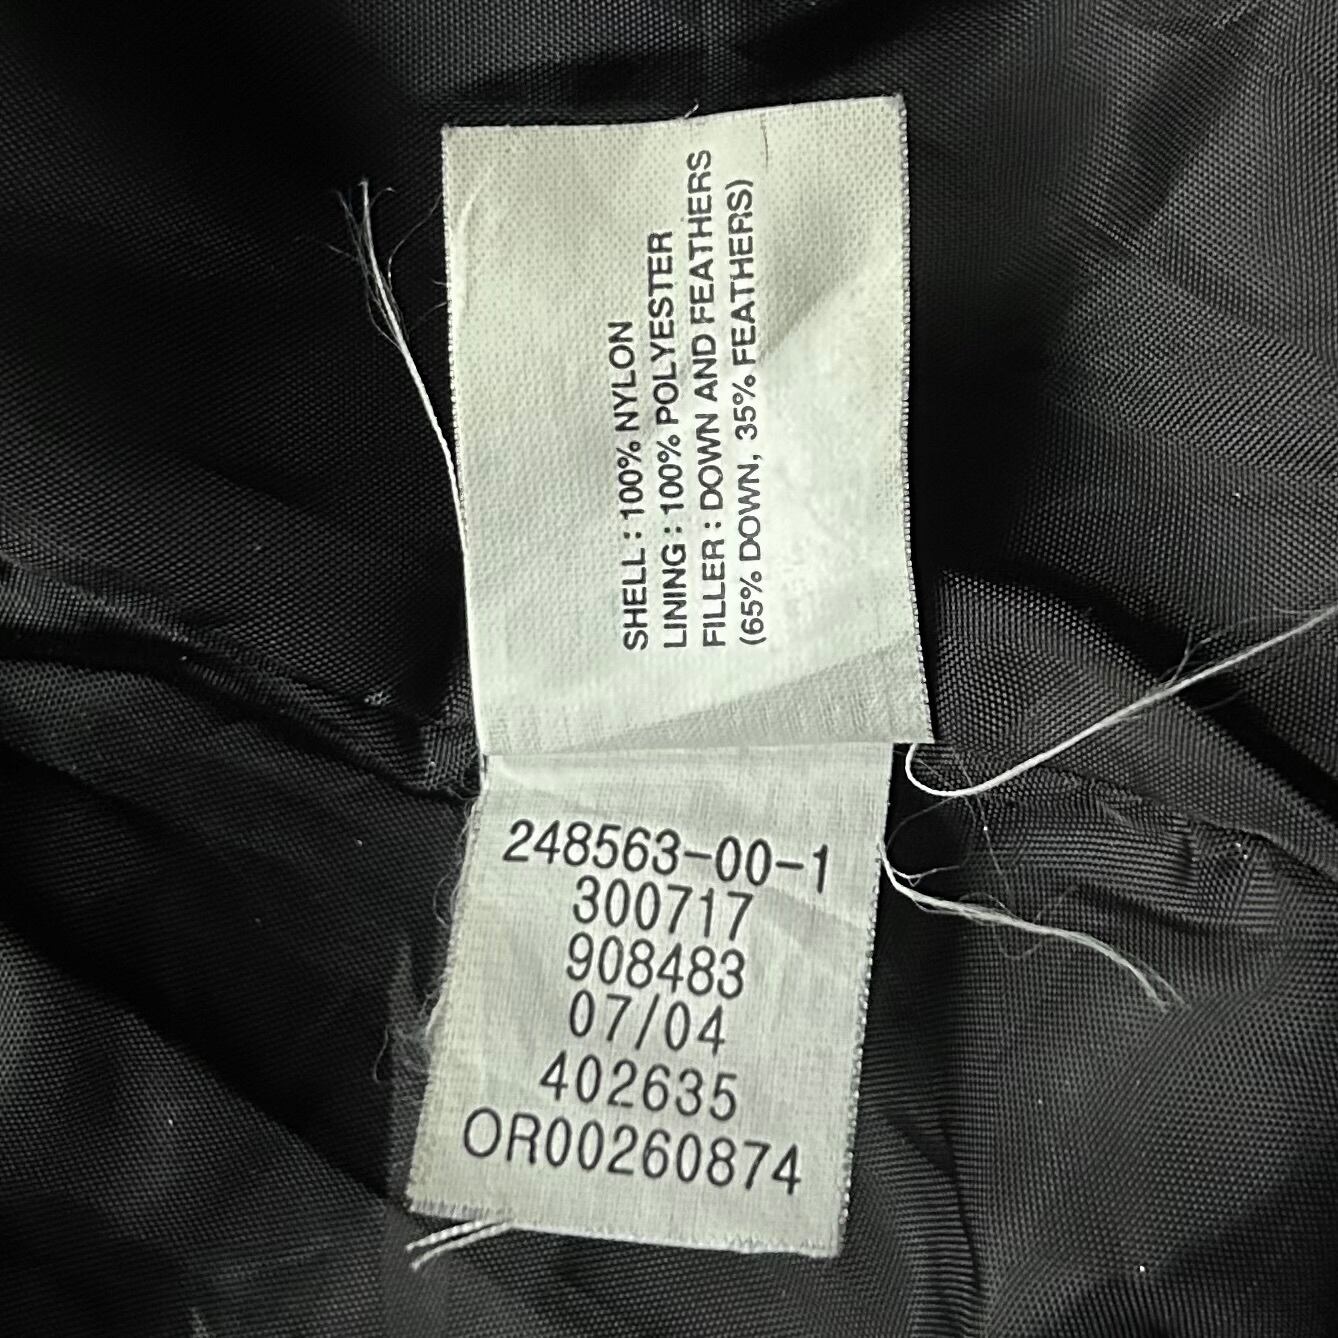 SHELL : 100% NYLON
LINING : 100% POLYESTER
FILLER : DOWN AND FEATHERS
(65% DOWN, 35% FEATHERS)
248563-00-1
300717
908483
07/04
402635
OR00260874